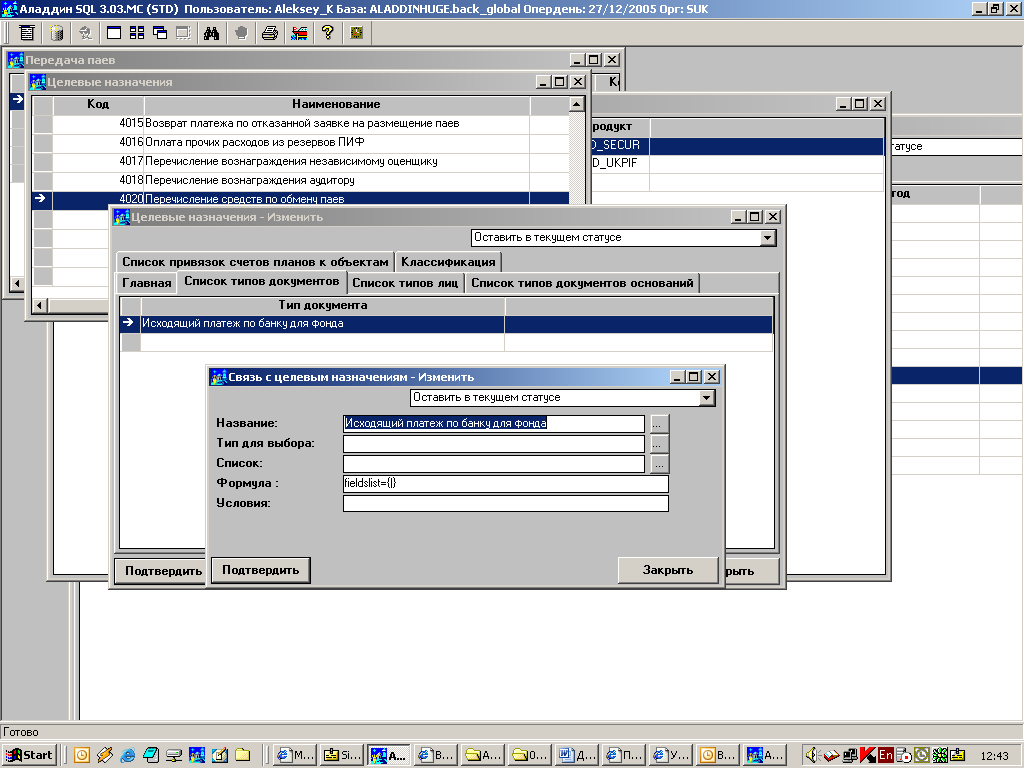 Аладдин SQL 3.03.MC (STD) Пользователь: Aleksey_K База: ALADDINHUGE.back_global Опердень: 27/12/2005 Орг: SUK
Передача паев
Целевые назначения
Код Наименование
4015 Возврат платежа по отказанной заявке на размещение паев
4016 Оплата прочих расходов из резервов ПИФ
4017 Перечисление вознаграждения независимому оценщику
4018 Перечисление вознаграждения аудитору
4020 Перечисление средств по обмену паев
родукт
D_SECUR
D_UKPIF
татусе
од
Целевые назначения - Изменить
Оставить в текущем статусе
Список привязок счетов планов к объектам Классификация
Главная Список типов документов Список типов лиц Список типов документов оснований
Тип документа
Исходящий платеж по банку для фонда
Связь с целевым назначениям - Изменить
Оставить в текущем статусе
Название: Исходящий платеж по банку для фонда ...
Тип для выбора: ...
Список: ...
Формула : fieldslist={|}
Условия:
Подтвердить Подтвердить Закрыть рыть
Готово
Start М... Si... А... В... А... О... Д... П... У... В... А... En 12:43